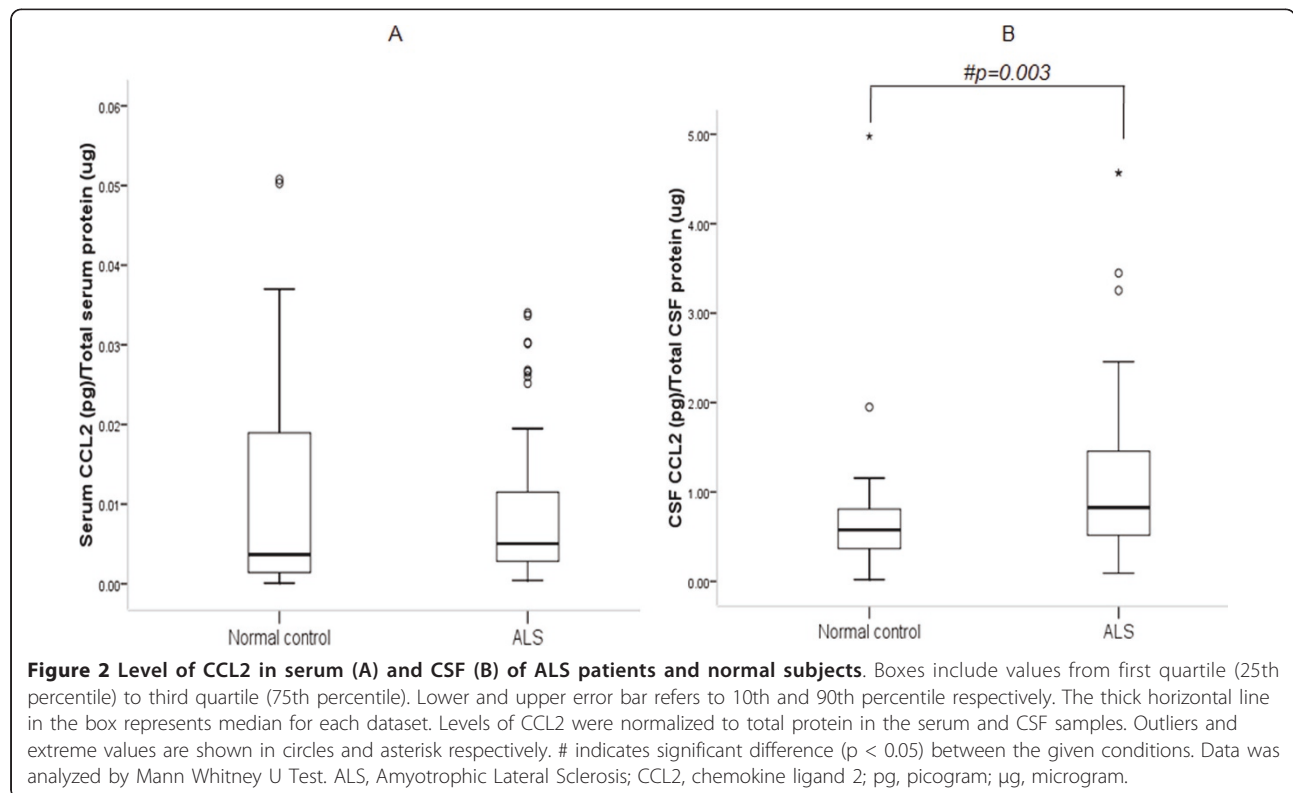 A
B
#p=0.003
Serum CCL2 (pg)/Total serum protein (ug)
0.06
0.05
0.04
0.03
0.02
0.01
0.00
Normal control
ALS
CSF CCL2 (pg)/Total CSF protein (ug)
5.00
4.00
3.00
2.00
1.00
0.00
Normal control
ALS
Figure 2 Level of CCL2 in serum (A) and CSF (B) of ALS patients and normal subjects. Boxes include values from first quartile (25th
percentile) to third quartile (75th percentile). Lower and upper error bar refers to 10th and 90th percentile respectively. The thick horizontal line
in the box represents median for each dataset. Levels of CCL2 were normalized to total protein in the serum and CSF samples. Outliers and
extreme values are shown in circles and asterisk respectively. # indicates significant difference (p < 0.05) between the given conditions. Data was
analyzed by Mann Whitney U Test. ALS, Amyotrophic Lateral Sclerosis; CCL2, chemokine ligand 2; pg, picogram; μg, microgram.